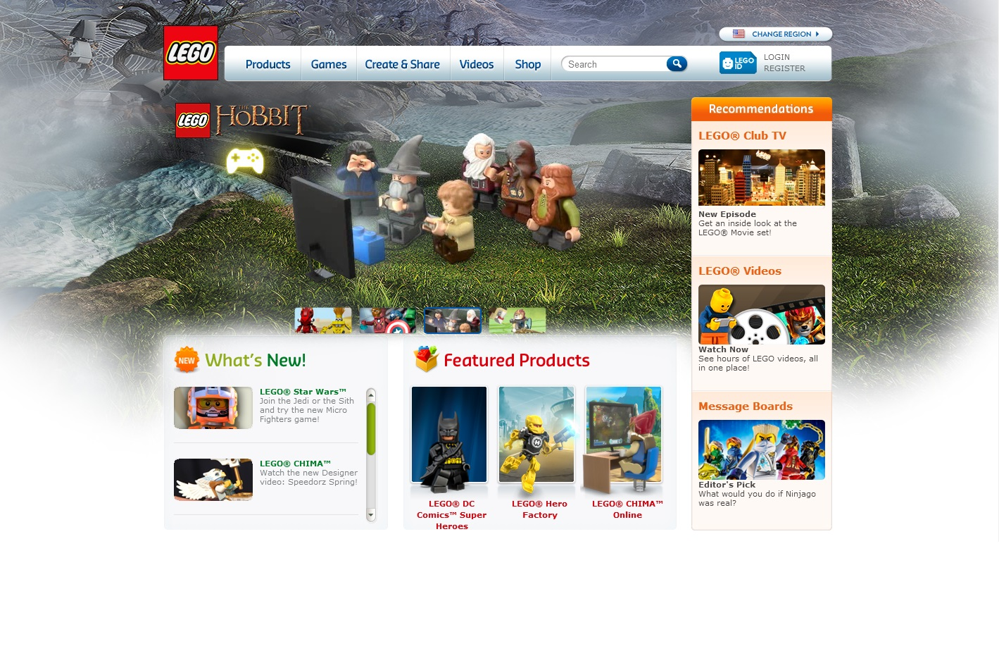 CHANGE REGION
LEGO
Products
Games
Create & Share
Videos
Shop
Search
LEGO ID
LOGIN
REGISTER
LEGO THE HOBBIT
Recommendations
LEGO® Club TV
New Episode
Get an inside look at the
LEGO® Movie set!
LEGO® Videos
Watch Now
See hours of LEGO videos, all
in one place!
Message Boards
Editor's Pick
What would you do if Ninjago
was real?
NEW What's New!
LEGO® Star Wars™
Join the Jedi or the Sith
and try the new Micro
Fighters game!
LEGO® CHIMA™
Watch the new Designer
video: Speedorz Spring!
Featured Products
LEGO® DC
Comics™ Super
Heroes
LEGO® Hero
Factory
LEGO® CHIMA™
Online